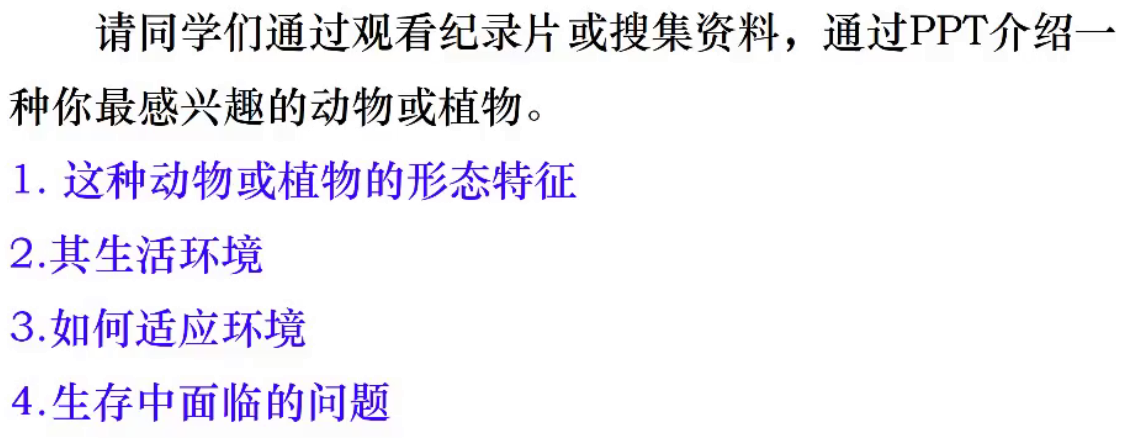 请同学们通过观看纪录片或搜集资料，通过PPT介绍一
种你最感兴趣的动物或植物。
1. 这种动物或植物的形态特征
2.其生活环境
3.如何适应环境
4.生存中面临的问题